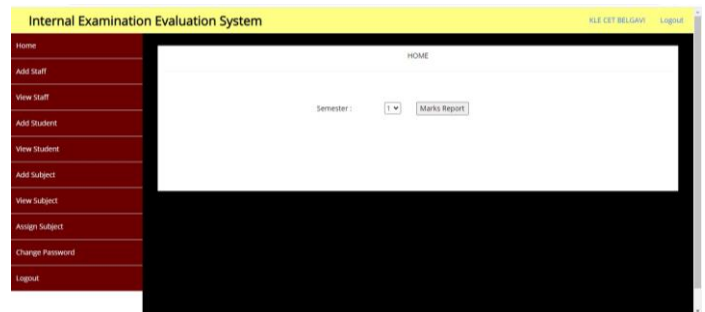 Internal Examination Evaluation System
KLE CET BELGAVI Logout
Home
Add Staff
View Staff
Add Student
View Student
Add Subject
View Subject
Assign Subject
Change Password
Logout
HOME
Semester : 1 Marks Report